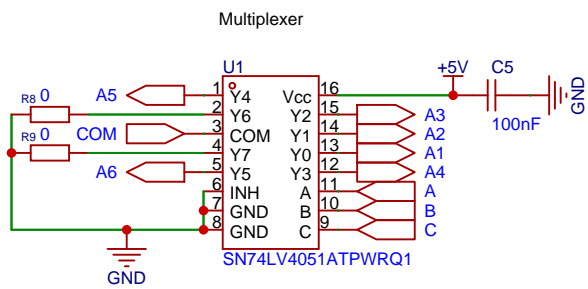 Multiplexer
U1
+5V
C5
100nF
GND
R8 0
R9 0
A5
COM
A6
1 Y4
2 Y6
3 COM
4 Y7
5 Y5
6 INH
7 GND
8 GND
Vcc 16
Y2 15
Y1 14
Y0 13
Y3 12
A 11
B 10
C 9
A3
A2
A1
A4
A
B
C
SN74LV4051ATPWRQ1
GND